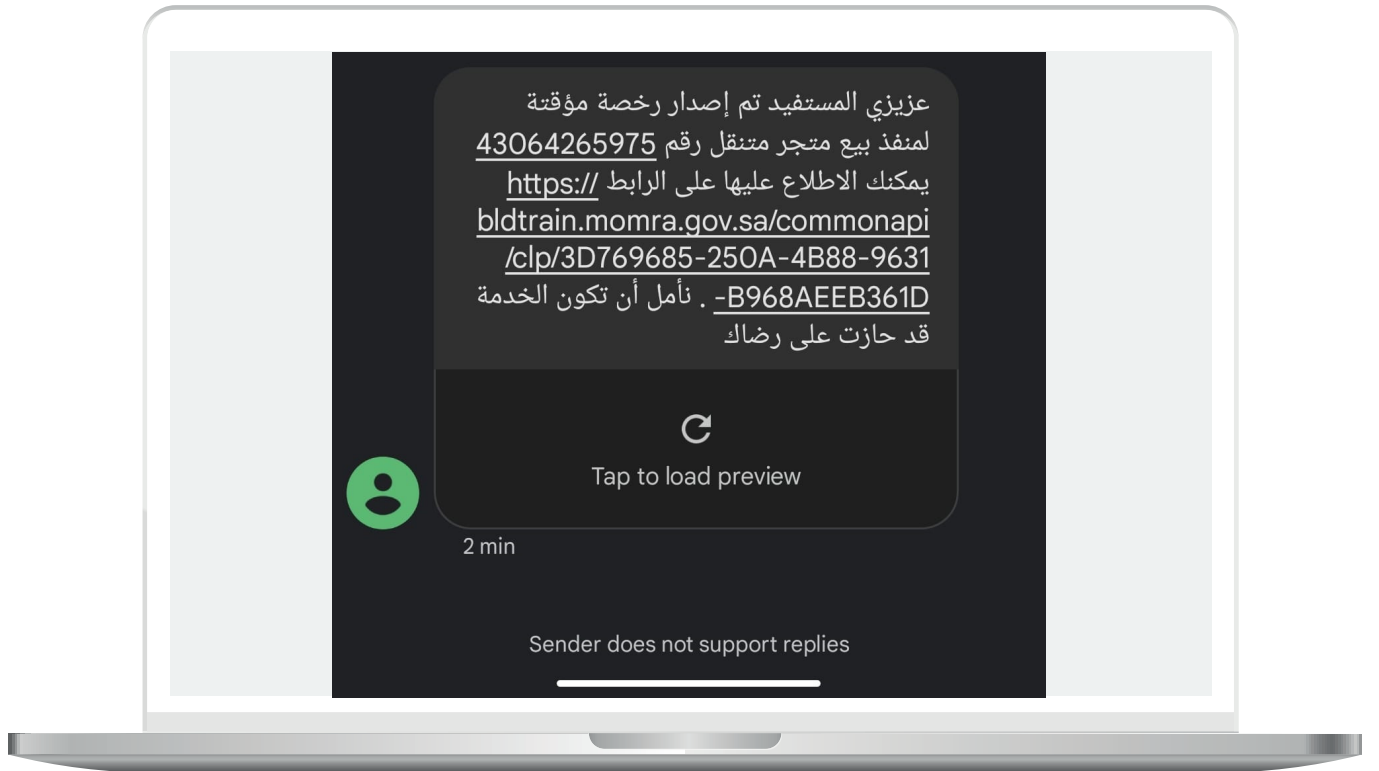 عزيزي المستفيد تم إصدار رخصة مؤقتة
لمنفذ بيع متجر متنقل رقم 43064265975
يمكنك الاطلاع عليها على الرابط https://
bldtrain.momra.gov.sa/commonapi
/clp/3D769685-250A-4B88-9631
-B968AEEB361D . نأمل أن تكون الخدمة
قد حازت على رضاك
Tap to load preview
2 min
Sender does not support replies